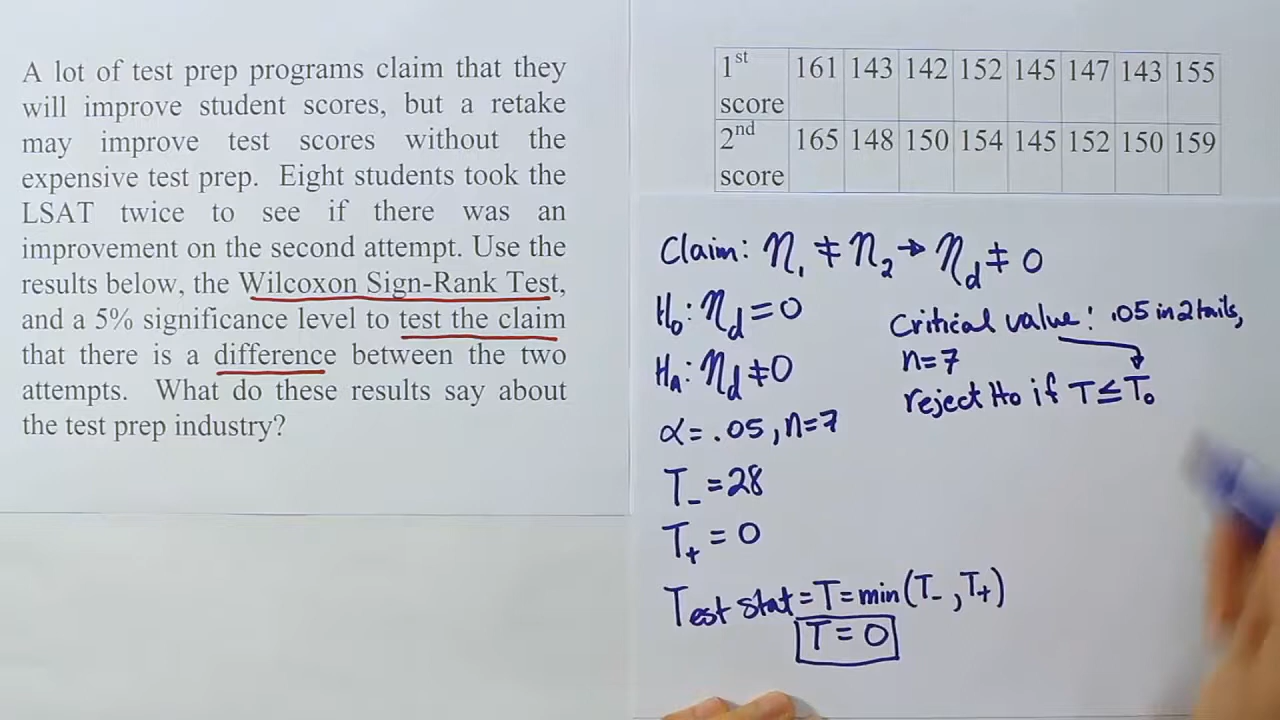 A lot of test prep programs claim that they
will improve student scores, but a retake
may improve test scores without the
expensive test prep. Eight students took the
LSAT twice to see if there was an
improvement on the second attempt. Use the
results below, the Wilcoxon Sign-Rank Test,
and a 5% significance level to test the claim
that there is a difference between the two
attempts. What do these results say about
the test prep industry?
1st score 161 143 142 152 145 147 143 155
2nd score 165 148 150 154 145 152 150 159
Claim: η₁ ≠ η₂ → η_d ≠ 0
H₀: η_d = 0
H_A: η_d ≠ 0
α = .05, n=7
T₋ = 28
T₊ = 0
Test stat = T = min(T₋, T₊)
T = 0
Critical value: .05 in 2 tails,
n=7
reject H₀ if T ≤ T₀